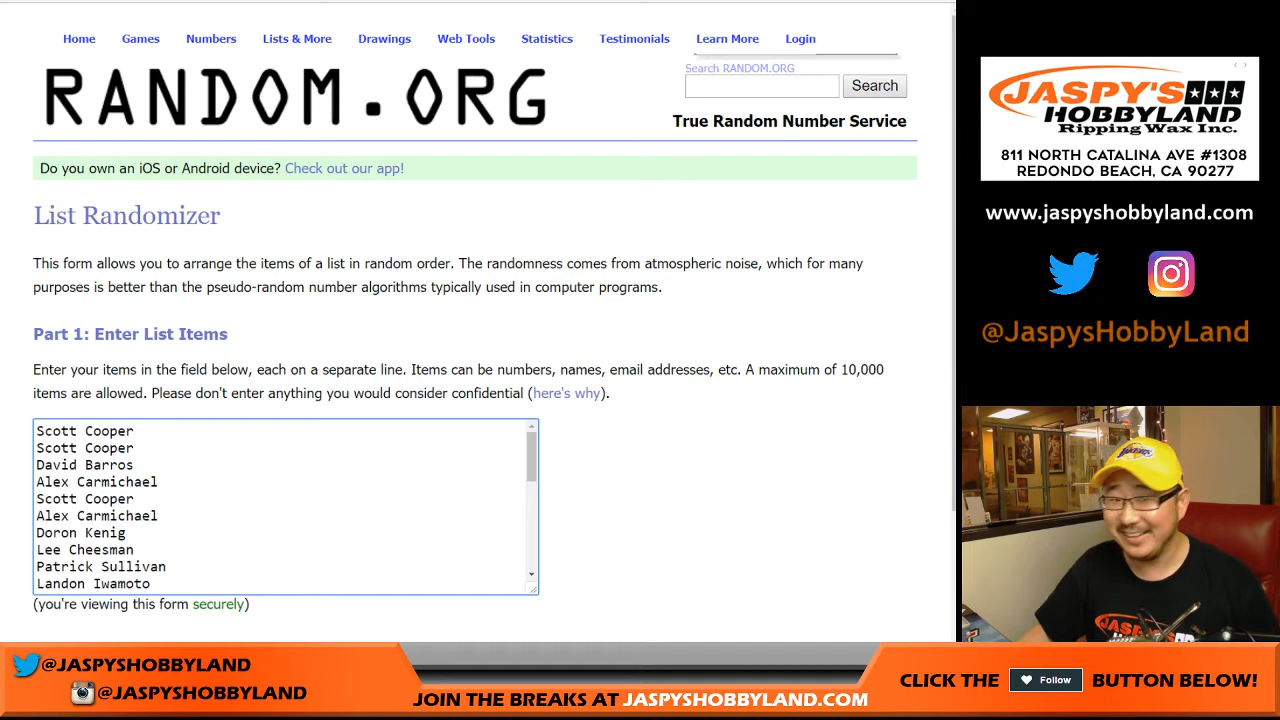 Home Games Numbers Lists & More Drawings Web Tools Statistics Testimonials Learn More Login
RANDOM.ORG
Search RANDOM.ORG
Search
True Random Number Service
Do you own an iOS or Android device? Check out our app!
List Randomizer
This form allows you to arrange the items of a list in random order. The randomness comes from atmospheric noise, which for many
purposes is better than the pseudo-random number algorithms typically used in computer programs.
Part 1: Enter List Items
Enter your items in the field below, each on a separate line. Items can be numbers, names, email addresses, etc. A maximum of 10,000
items are allowed. Please don't enter anything you would consider confidential (here's why).
Scott Cooper
Scott Cooper
David Barros
Alex Carmichael
Scott Cooper
Alex Carmichael
Doron Kenig
Lee Cheesman
Patrick Sullivan
Landon Iwamoto
(you're viewing this form securely)
JASPY'S
HOBBYLAND
Ripping Wax Inc.
811 NORTH CATALINA AVE #1308
REDONDO BEACH, CA 90277
www.jaspyshobbyland.com
@JaspysHobbyLand
@JASPYSHOBBYLAND
@JASPYSHOBBYLAND
JOIN THE BREAKS AT JASPYSHOBBYLAND.COM
CLICK THE Follow BUTTON BELOW!